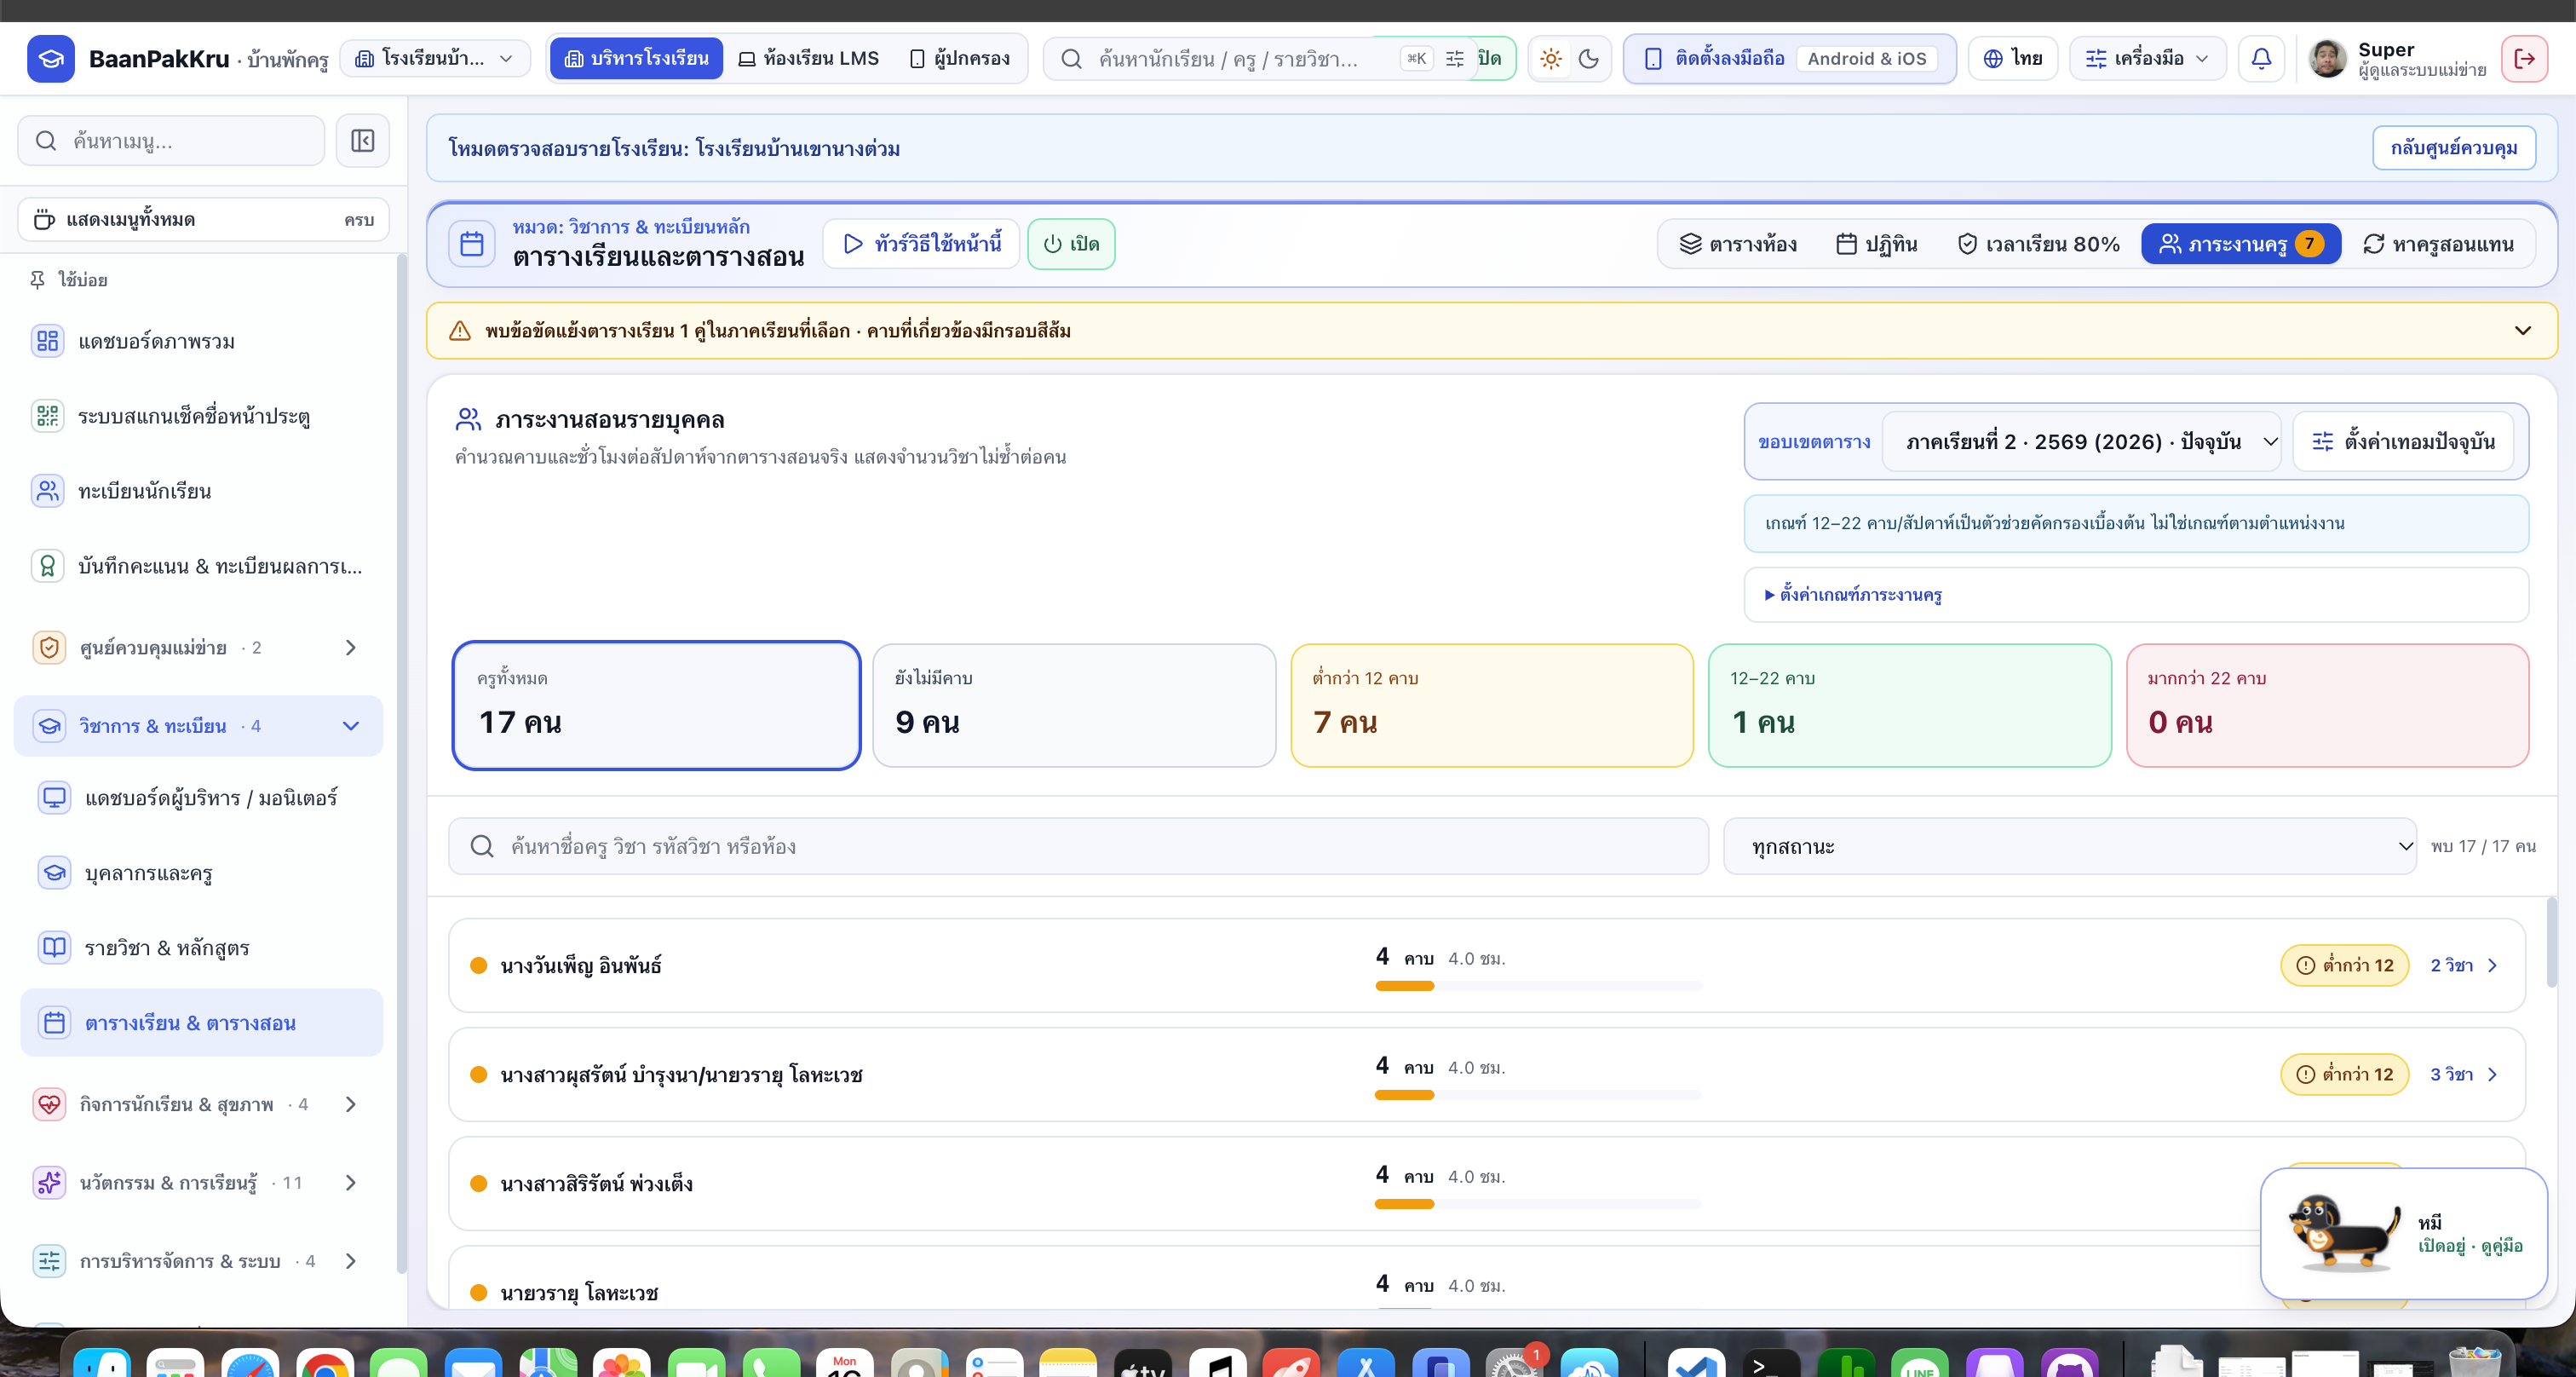 BaanPakKru · บ้านพักครู
โรงเรียนบ้า...
บริหารโรงเรียน
ห้องเรียน LMS
ผู้ปกครอง
ค้นหานักเรียน / ครู / รายวิชา...
⌘K
ติดตั้งลงมือถือ
Android & iOS
ไทย
เครื่องมือ
Super
ผู้ดูแลระบบแม่ข่าย
ค้นหาเมนู...
แสดงเมนูทั้งหมด
ครบ
ใช้บ่อย
แดชบอร์ดภาพรวม
ระบบสแกนเช็คชื่อหน้าประตู
ทะเบียนนักเรียน
บันทึกคะแนน & ทะเบียนผลการเ...
ศูนย์ควบคุมแม่ข่าย · 2
วิชาการ & ทะเบียน · 4
แดชบอร์ดผู้บริหาร / มอนิเตอร์
บุคลากรและครู
รายวิชา & หลักสูตร
ตารางเรียน & ตารางสอน
กิจการนักเรียน & สุขภาพ · 4
นวัตกรรม & การเรียนรู้ · 11
การบริหารจัดการ & ระบบ · 4
โหมดตรวจสอบรายโรงเรียน: โรงเรียนบ้านเขานางต่วม
กลับศูนย์ควบคุม
หมวด: วิชาการ & ทะเบียนหลัก
ตารางเรียนและตารางสอน
ทัวร์วิธีใช้หน้านี้
เปิด
ตารางห้อง
ปฏิทิน
เวลาเรียน 80%
ภาระงานครู 7
หาครูสอนแทน
พบข้อขัดแย้งตารางเรียน 1 คู่ในภาคเรียนที่เลือก · คาบที่เกี่ยวข้องมีกรอบสีส้ม
ภาระงานสอนรายบุคคล
คำนวณคาบและชั่วโมงต่อสัปดาห์จากตารางสอนจริง แสดงจำนวนวิชาไม่ซ้ำต่อคน
ขอบเขตตาราง
ภาคเรียนที่ 2 · 2569 (2026) · ปัจจุบัน
ตั้งค่าเทอมปัจจุบัน
เกณฑ์ 12–22 คาบ/สัปดาห์เป็นตัวช่วยคัดกรองเบื้องต้น ไม่ใช่เกณฑ์ตามตำแหน่งงาน
ตั้งค่าเกณฑ์ภาระงานครู
ครูทั้งหมด
17 คน
ยังไม่มีคาบ
9 คน
ต่ำกว่า 12 คาบ
7 คน
12–22 คาบ
1 คน
มากกว่า 22 คาบ
0 คน
ค้นหาชื่อครู วิชา รหัสวิชา หรือห้อง
ทุกสถานะ
พบ 17 / 17 คน
นางวันเพ็ญ อินพันธ์
4 คาบ 4.0 ชม.
ต่ำกว่า 12
2 วิชา
นางสาวผุสรัตน์ บำรุงนา/นายวรายุ โลหะเวช
4 คาบ 4.0 ชม.
ต่ำกว่า 12
3 วิชา
นางสาวสิริรัตน์ พ่วงเต็ง
4 คาบ 4.0 ชม.
นายวรายุ โลหะเวช
4 คาบ 4.0 ชม.
หมี
เปิดอยู่ · ดูคู่มือ
Mon
1
LINE